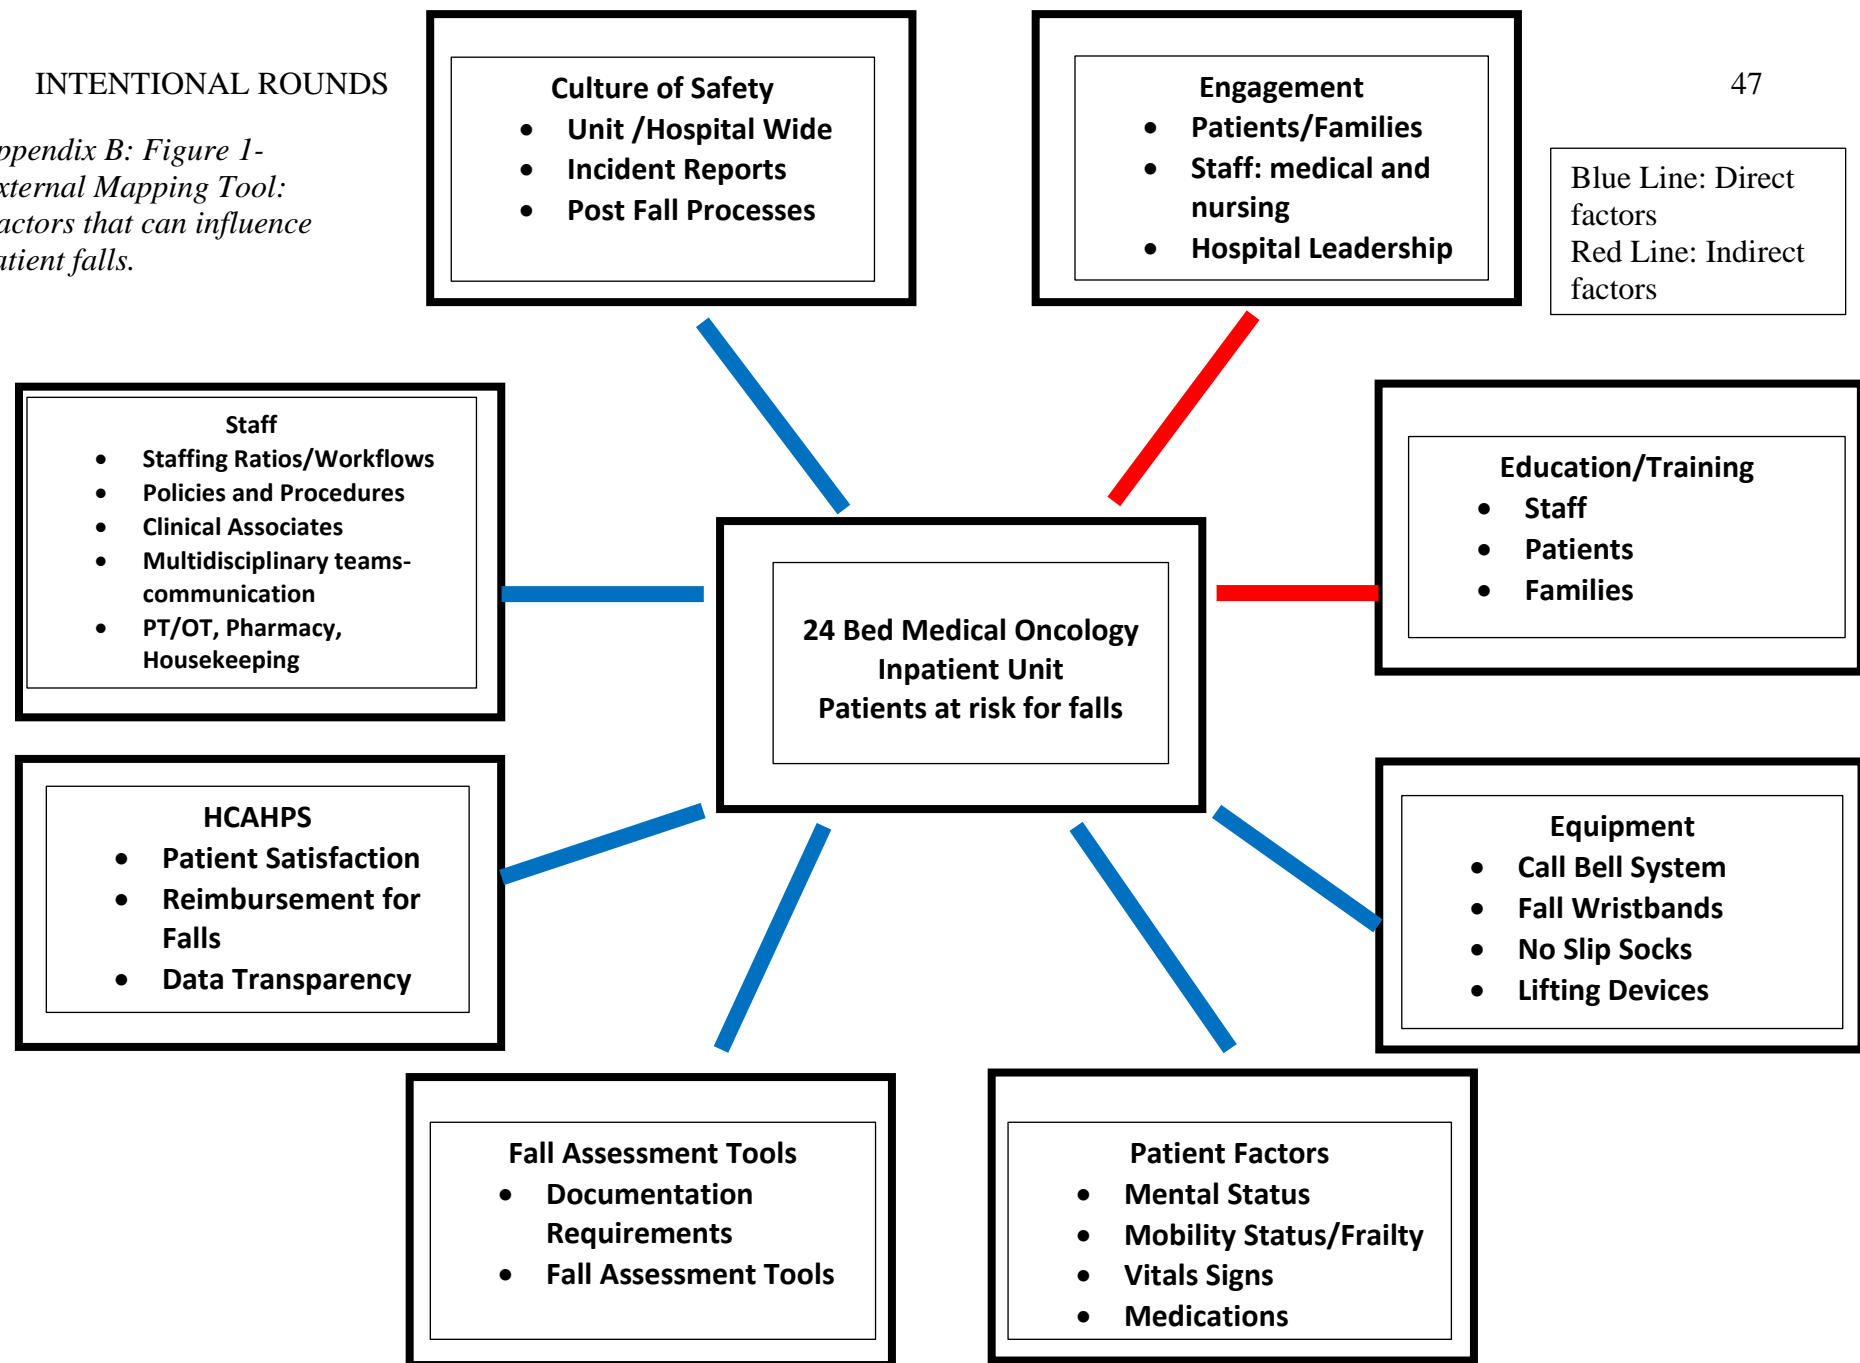 INTENTIONAL ROUNDS
47
ppendix B: Figure 1-
xternal Mapping Tool:
actors that can influence
atient falls.
Culture of Safety
• Unit /Hospital Wide
• Incident Reports
• Post Fall Processes
Engagement
• Patients/Families
• Staff: medical and
nursing
• Hospital Leadership
Blue Line: Direct
factors
Red Line: Indirect
factors
Staff
• Staffing Ratios/Workflows
• Policies and Procedures
• Clinical Associates
• Multidisciplinary teams-
communication
• PT/OT, Pharmacy,
Housekeeping
Education/Training
• Staff
• Patients
• Families
24 Bed Medical Oncology
Inpatient Unit
Patients at risk for falls
HCAHPS
• Patient Satisfaction
• Reimbursement for
Falls
• Data Transparency
Equipment
• Call Bell System
• Fall Wristbands
• No Slip Socks
• Lifting Devices
Fall Assessment Tools
• Documentation
Requirements
• Fall Assessment Tools
Patient Factors
• Mental Status
• Mobility Status/Frailty
• Vitals Signs
• Medications